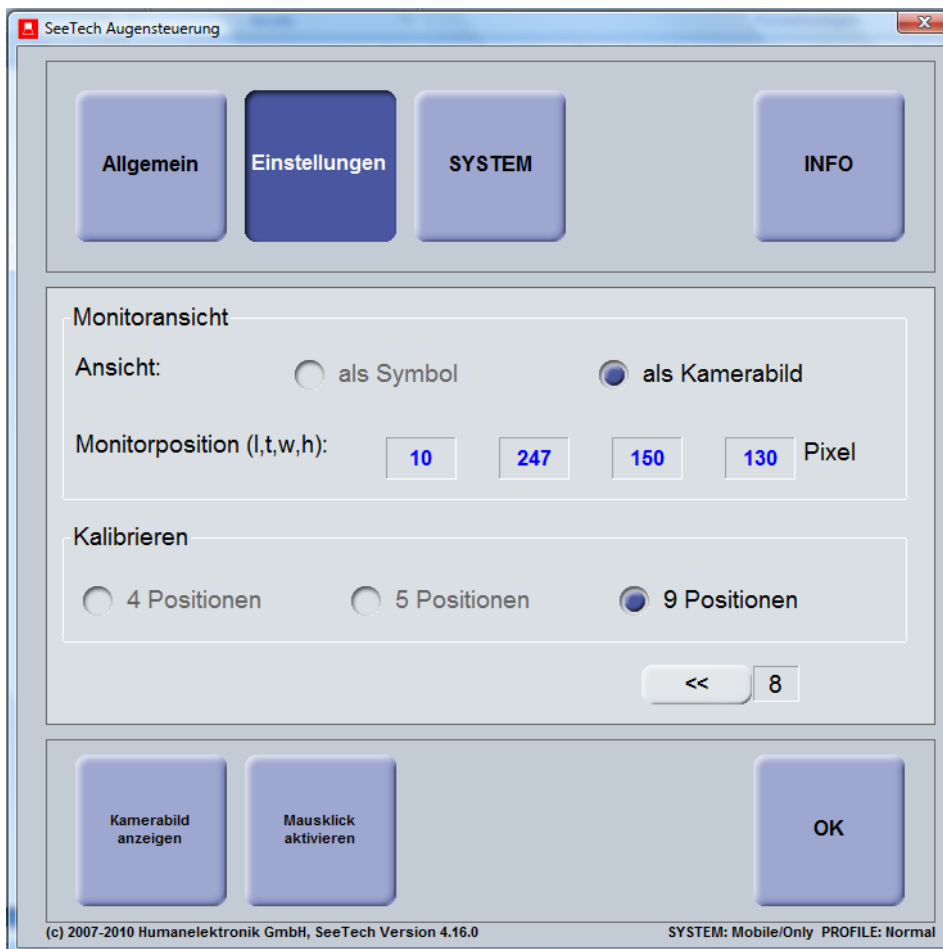 SeeTech Augensteuerung
x
Allgemein
Einstellungen
SYSTEM
INFO
Monitoransicht
Ansicht:
als Symbol
als Kamerabild
Monitorposition (l,t,w,h):
10
247
150
130
Pixel
Kalibrieren
4 Positionen
5 Positionen
9 Positionen
<<
8
Kamerabild
anzeigen
Mausklick
aktivieren
OK
(c) 2007-2010 Humanelektronik GmbH, SeeTech Version 4.16.0
SYSTEM: Mobile/Only PROFILE: Normal